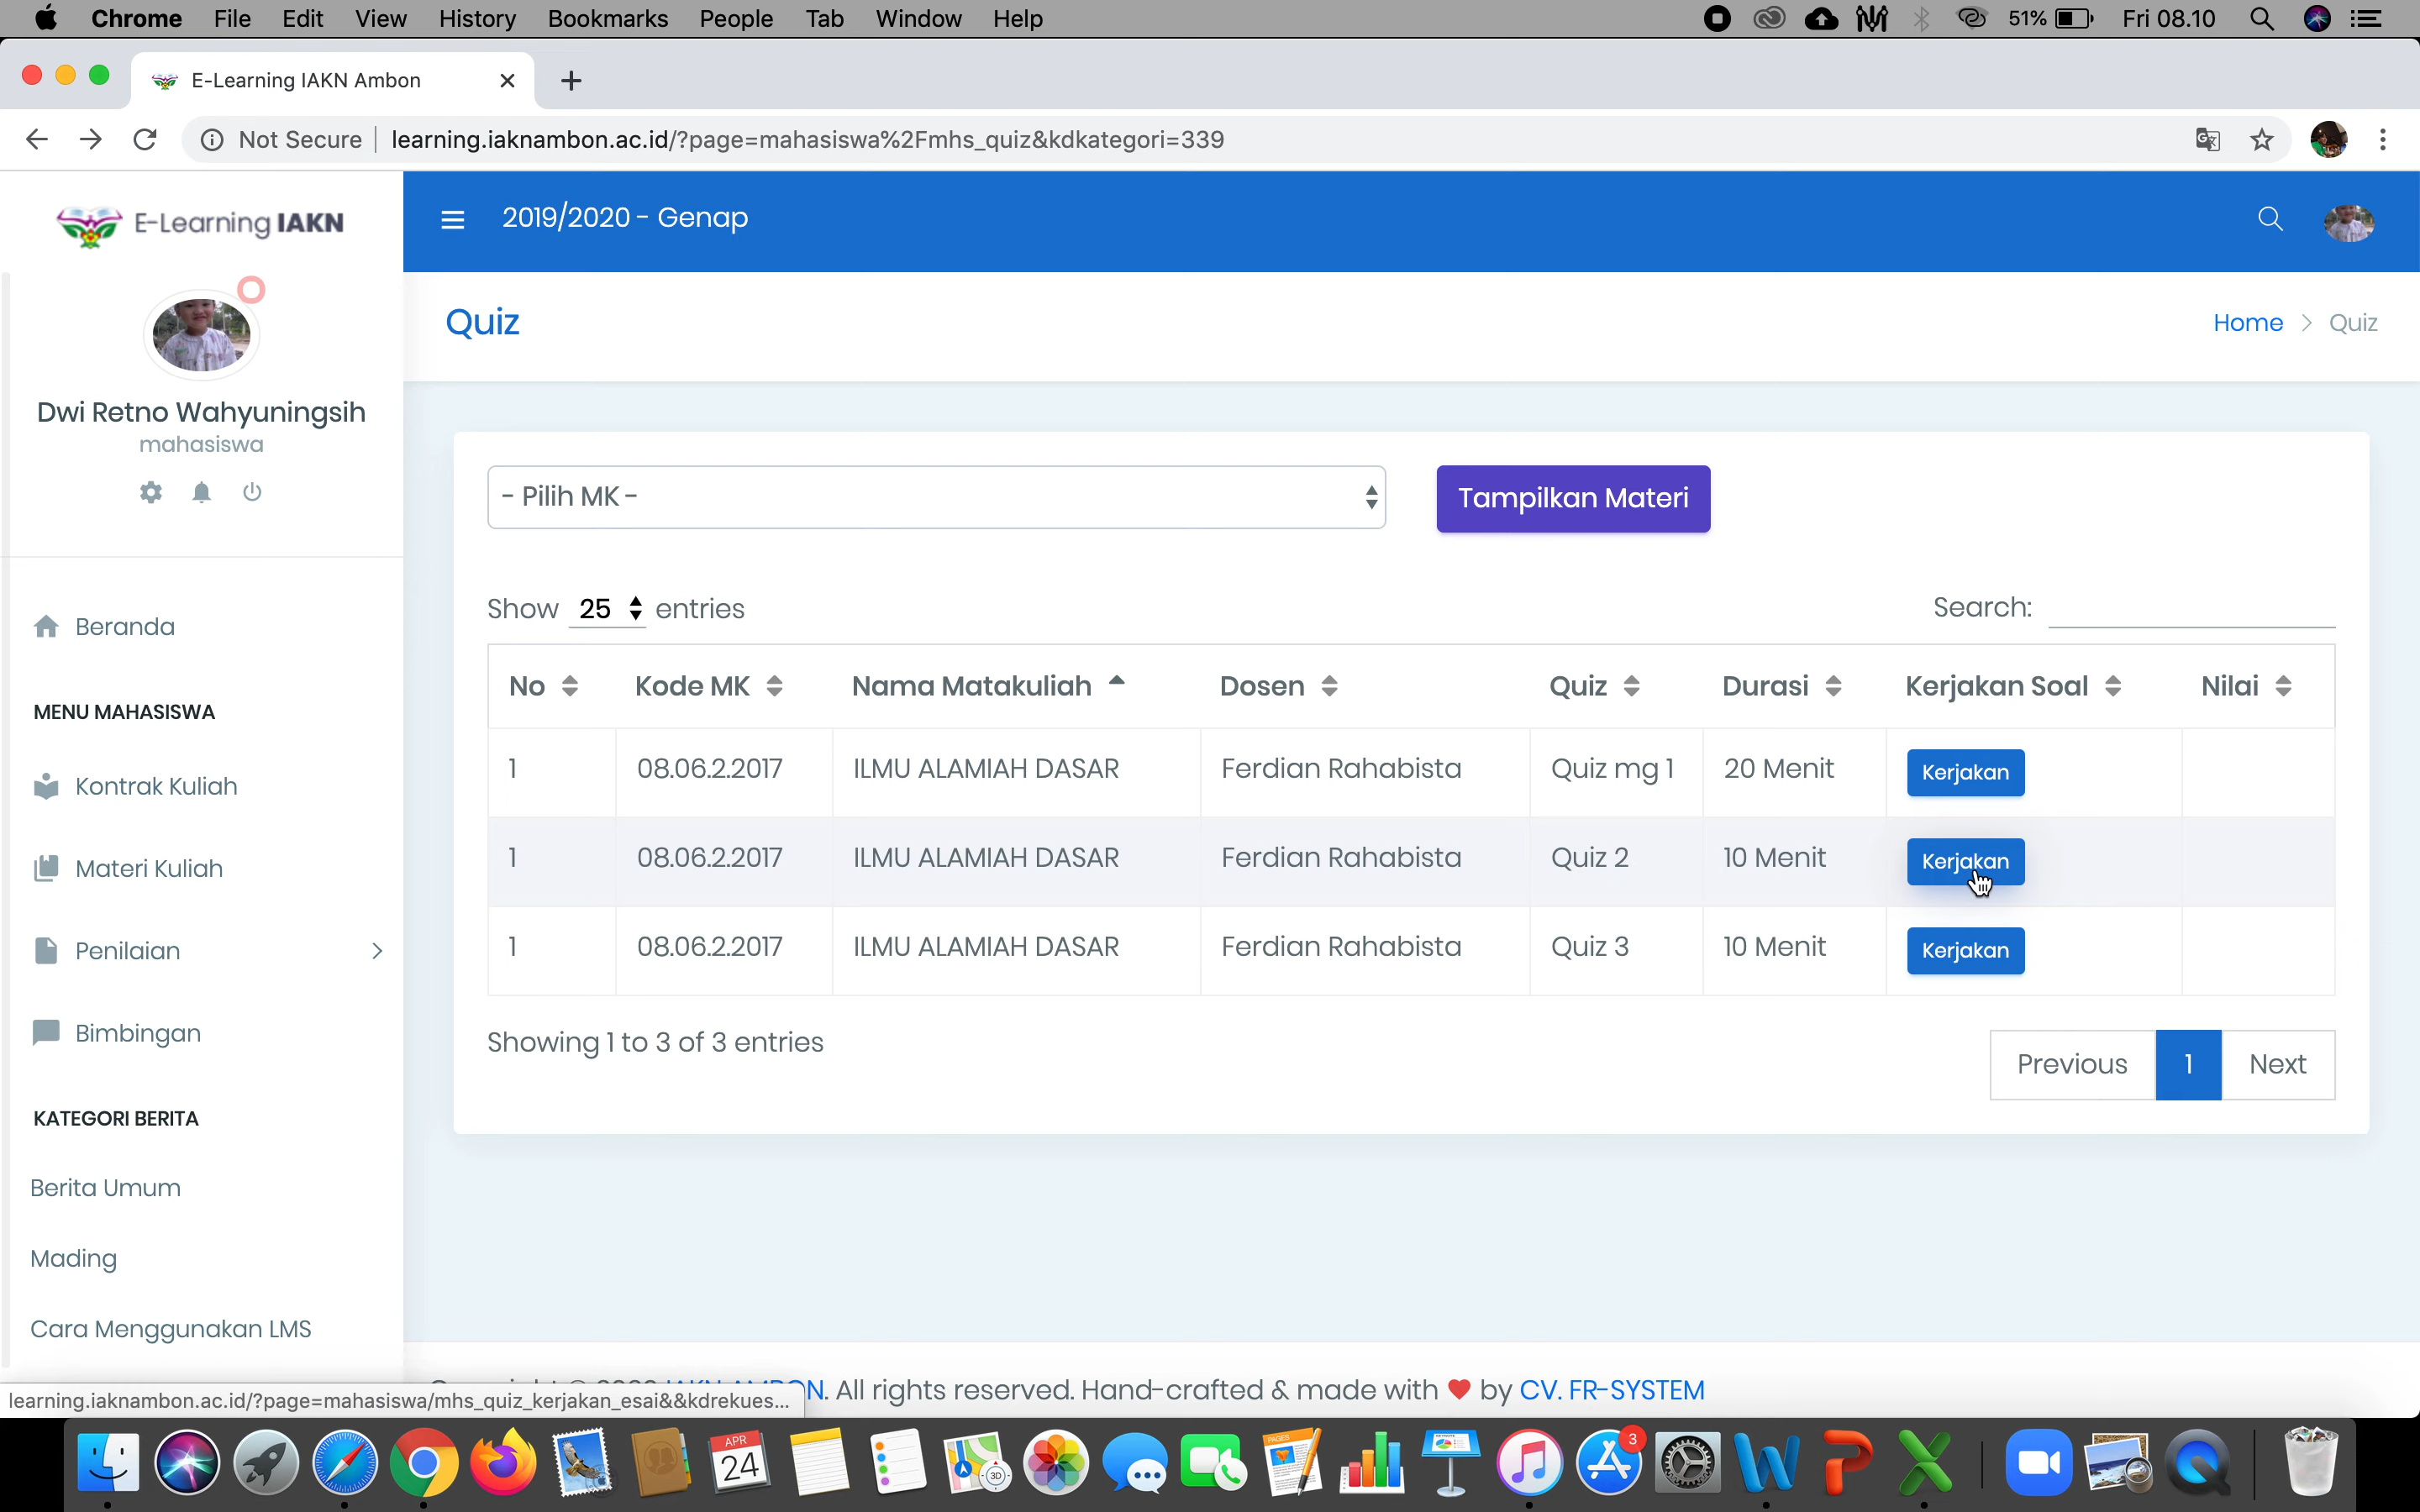 Chrome File Edit View History Bookmarks People Tab Window Help 51% Fri 08.10
E-Learning IAKN Ambon
Not Secure learning.iaknambon.ac.id/?page=mahasiswa%2Fmhs_quiz&kdkategori=339
E-Learning IAKN
2019/2020 - Genap
Dwi Retno Wahyuningsih
mahasiswa
Beranda
MENU MAHASISWA
Kontrak Kuliah
Materi Kuliah
Penilaian
Bimbingan
KATEGORI BERITA
Berita Umum
Mading
Cara Menggunakan LMS
Quiz
Home > Quiz
- Pilih MK -
Tampilkan Materi
Show 25 entries
Search:
No Kode MK Nama Matakuliah Dosen Quiz Durasi Kerjakan Soal Nilai
1 08.06.2.2017 ILMU ALAMIAH DASAR Ferdian Rahabista Quiz mg 1 20 Menit Kerjakan
1 08.06.2.2017 ILMU ALAMIAH DASAR Ferdian Rahabista Quiz 2 10 Menit Kerjakan
1 08.06.2.2017 ILMU ALAMIAH DASAR Ferdian Rahabista Quiz 3 10 Menit Kerjakan
Showing 1 to 3 of 3 entries
Previous 1 Next
All rights reserved. Hand-crafted & made with ❤ by CV. FR-SYSTEM
learning.iaknambon.ac.id/?page=mahasiswa/mhs_quiz_kerjakan_esai&&kdrekues...
APR
24
PAGES
3D
3